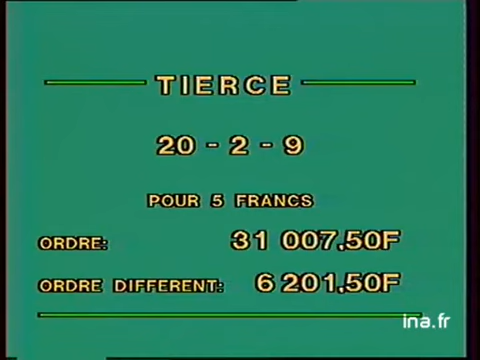 TIERCE
20 - 2 - 9
POUR 5 FRANCS
ORDRE: 31 007,50F
ORDRE DIFFERENT: 6 201,50F
ina.fr